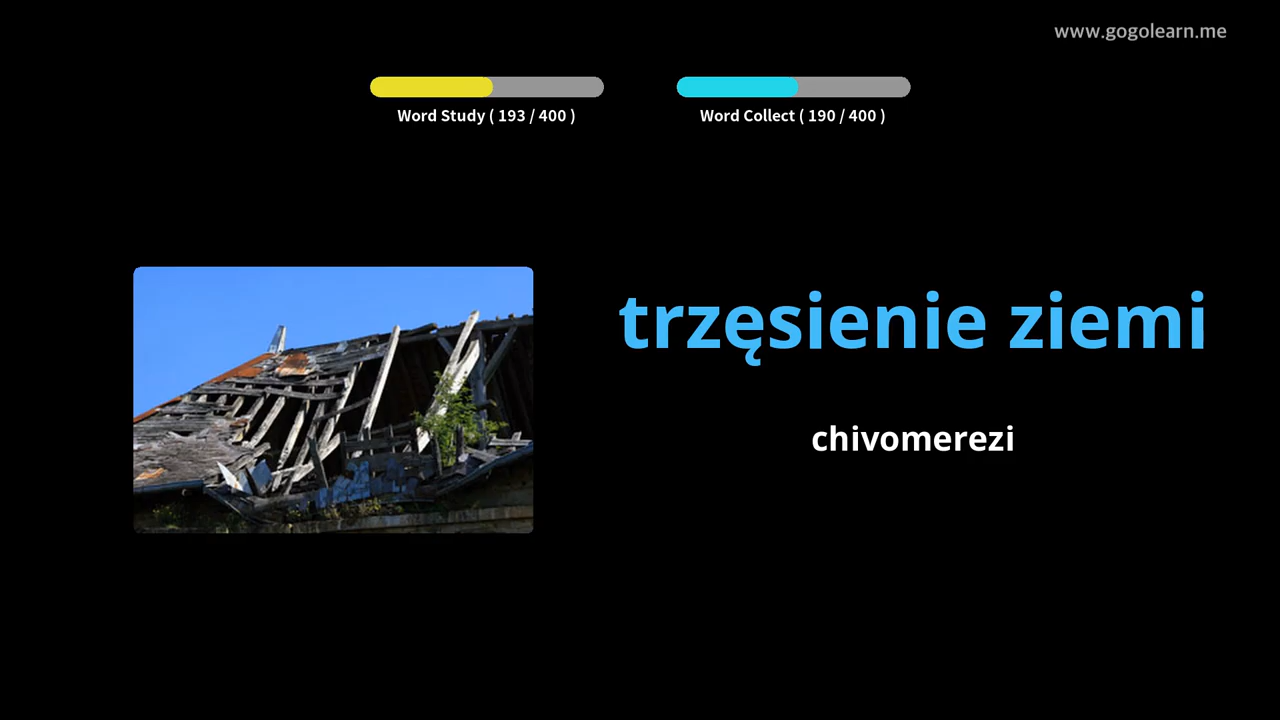 www.gogolearn.me
Word Study ( 193 / 400 )
Word Collect ( 190 / 400 )
trzęsienie ziemi
chivomerezi